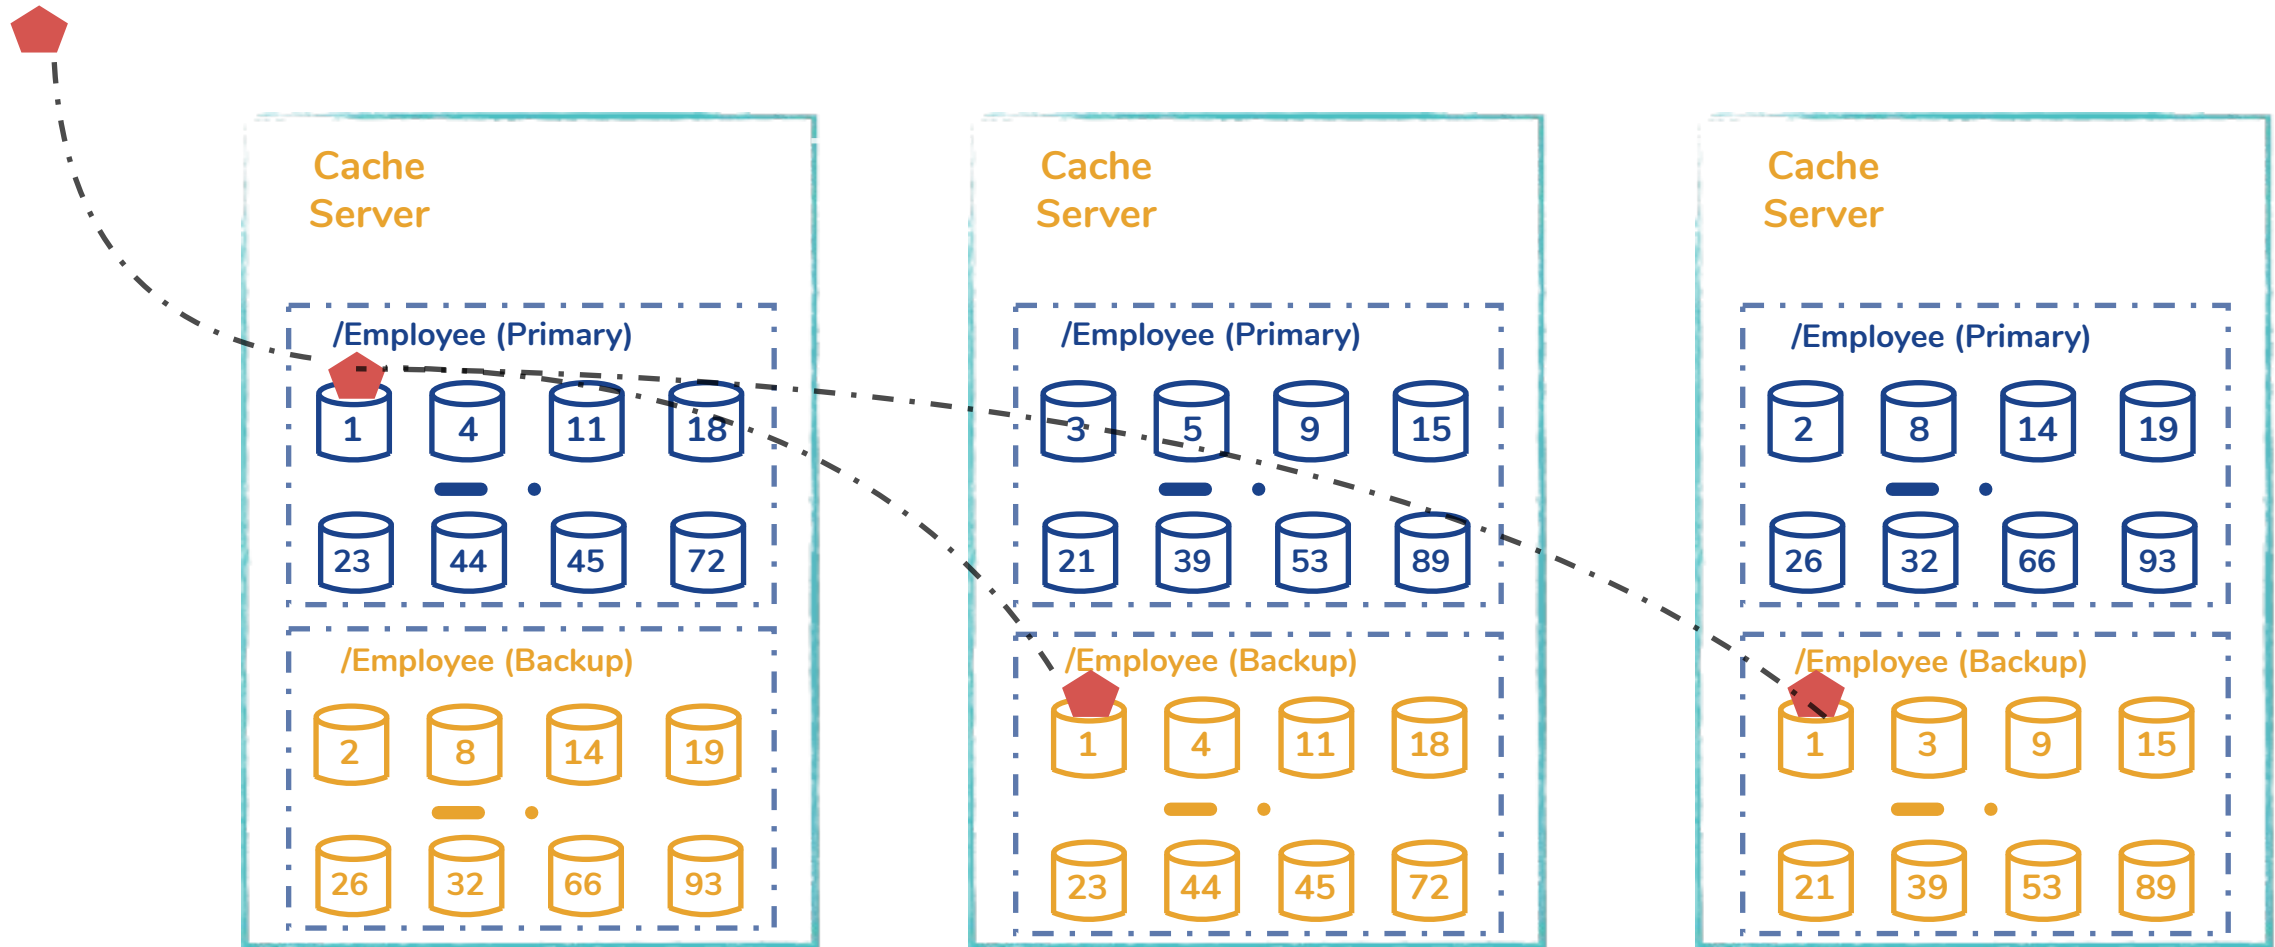 Cache
Server
/Employee (Primary)
1 4 11 18
23 44 45 72
/Employee (Backup)
2 8 14 19
26 32 66 93
Cache
Server
/Employee (Primary)
3 5 9 15
21 39 53 89
/Employee (Backup)
1 4 11 18
23 44 45 72
Cache
Server
/Employee (Primary)
2 8 14 19
26 32 66 93
/Employee (Backup)
1 3 9 15
21 39 53 89